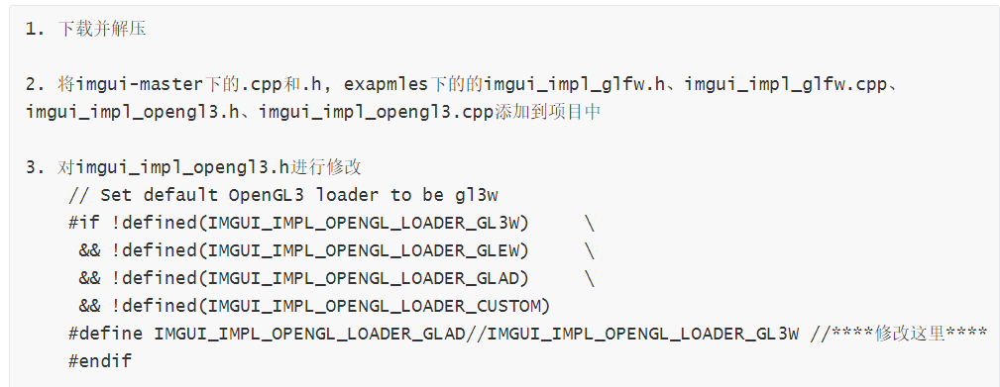 1. 下载并解压
2. 将imgui-master下的.cpp和.h, exapmles下的的imgui_impl_glfw.h、imgui_impl_glfw.cpp、
imgui_impl_opengl3.h、imgui_impl_opengl3.cpp添加到项目中
3. 对imgui_impl_opengl3.h进行修改
    // Set default OpenGL3 loader to be gl3w
    #if !defined(IMGUI_IMPL_OPENGL_LOADER_GL3W)     \
     && !defined(IMGUI_IMPL_OPENGL_LOADER_GLEW)     \
     && !defined(IMGUI_IMPL_OPENGL_LOADER_GLAD)     \
     && !defined(IMGUI_IMPL_OPENGL_LOADER_CUSTOM)
    #define IMGUI_IMPL_OPENGL_LOADER_GLAD//IMGUI_IMPL_OPENGL_LOADER_GL3W //****修改这里****
    #endif